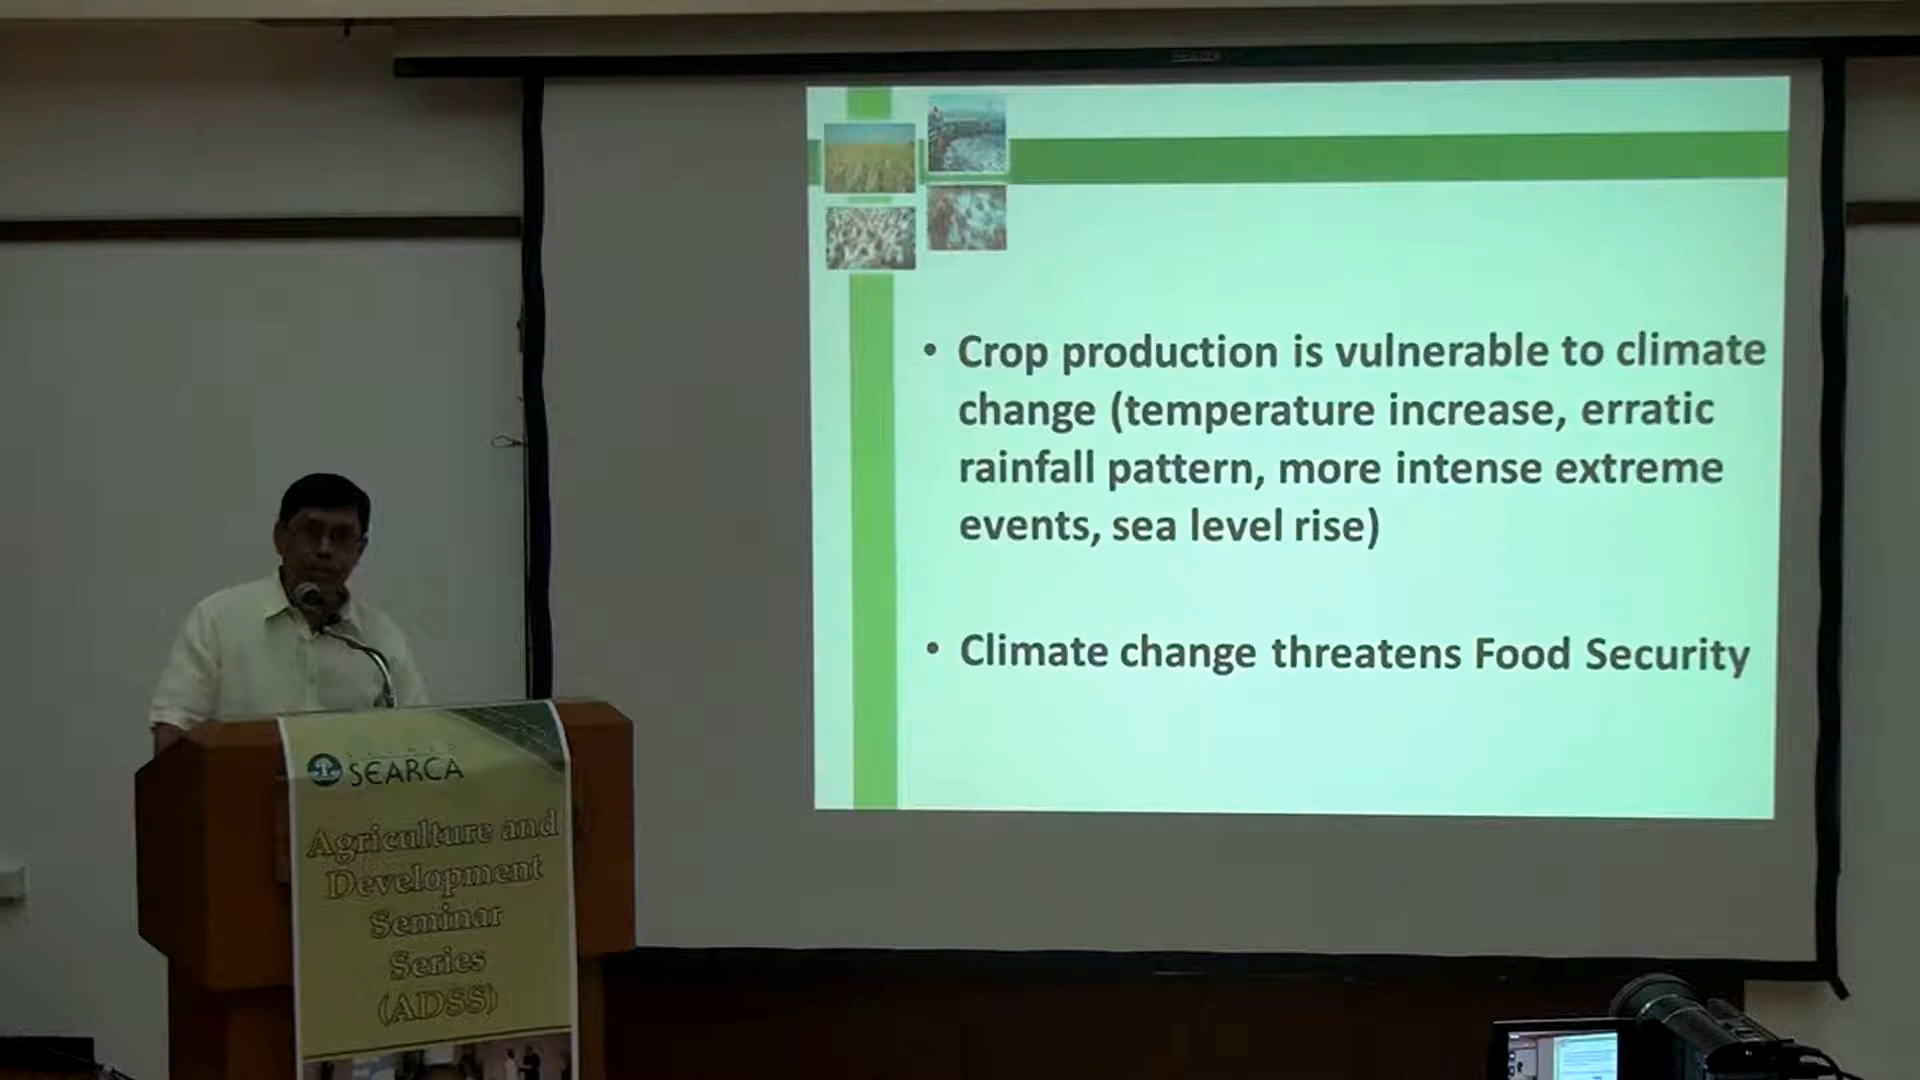 • Crop production is vulnerable to climate
change (temperature increase, erratic
rainfall pattern, more intense extreme
events, sea level rise)
• Climate change threatens Food Security
SEARCA
Agriculture and
Development
Seminar
Series
(ADSS)